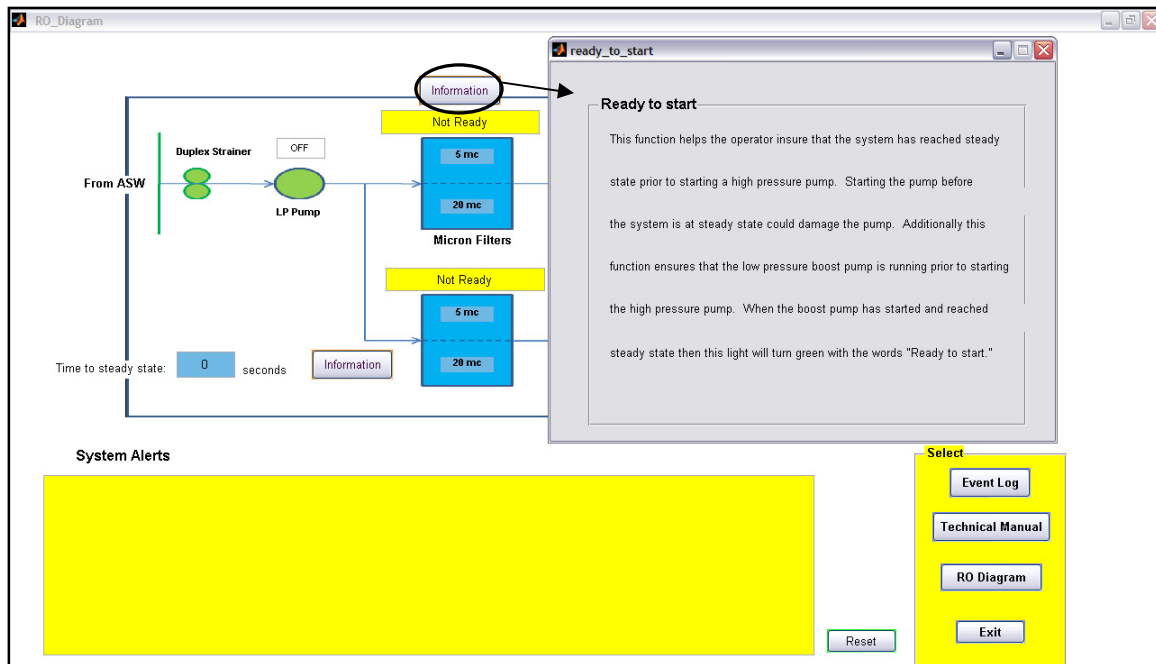 RO_Diagram
ready_to_start
Information
Ready to start
Not Ready
This function helps the operator insure that the system has reached steady
state prior to starting a high pressure pump. Starting the pump before
the system is at steady state could damage the pump. Additionally this
function ensures that the low pressure boost pump is running prior to starting
the high pressure pump. When the boost pump has started and reached
steady state then this light will turn green with the words "Ready to start."
OFF
Duplex Strainer
5 mc
From ASW
20 mc
LP Pump
Micron Filters
Not Ready
5 mc
20 mc
Time to steady state:
0
seconds
Information
System Alerts
Select
Event Log
Technical Manual
RO Diagram
Exit
Reset